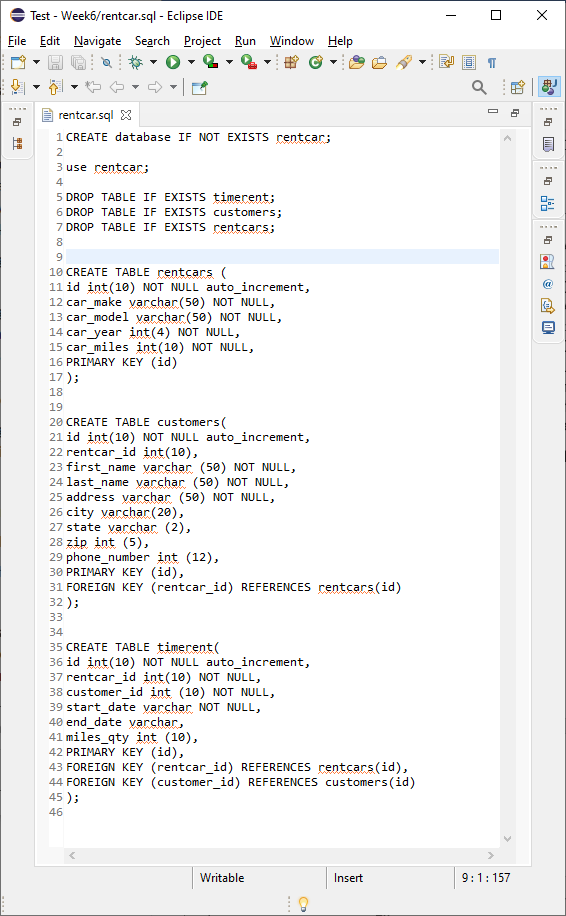 Test - Week6/rentcar.sql - Eclipse IDE
File Edit Navigate Search Project Run Window Help
rentcar.sql
1 CREATE database IF NOT EXISTS rentcar;
2
3 use rentcar;
4
5 DROP TABLE IF EXISTS timerent;
6 DROP TABLE IF EXISTS customers;
7 DROP TABLE IF EXISTS rentcars;
8
9
10 CREATE TABLE rentcars (
11 id int(10) NOT NULL auto_increment,
12 car_make varchar(50) NOT NULL,
13 car_model varchar(50) NOT NULL,
14 car_year int(4) NOT NULL,
15 car_miles int(10) NOT NULL,
16 PRIMARY KEY (id)
17 );
18
19
20 CREATE TABLE customers(
21 id int(10) NOT NULL auto_increment,
22 rentcar_id int(10),
23 first_name varchar (50) NOT NULL,
24 last_name varchar (50) NOT NULL,
25 address varchar (50) NOT NULL,
26 city varchar(20),
27 state varchar (2),
28 zip int (5),
29 phone_number int (12),
30 PRIMARY KEY (id),
31 FOREIGN KEY (rentcar_id) REFERENCES rentcars(id)
32 );
33
34
35 CREATE TABLE timerent(
36 id int(10) NOT NULL auto_increment,
37 rentcar_id int(10) NOT NULL,
38 customer_id int (10) NOT NULL,
39 start_date varchar NOT NULL,
40 end_date varchar,
41 miles_qty int (10),
42 PRIMARY KEY (id),
43 FOREIGN KEY (rentcar_id) REFERENCES rentcars(id),
44 FOREIGN KEY (customer_id) REFERENCES customers(id)
45 );
46
Writable Insert 9 : 1 : 157